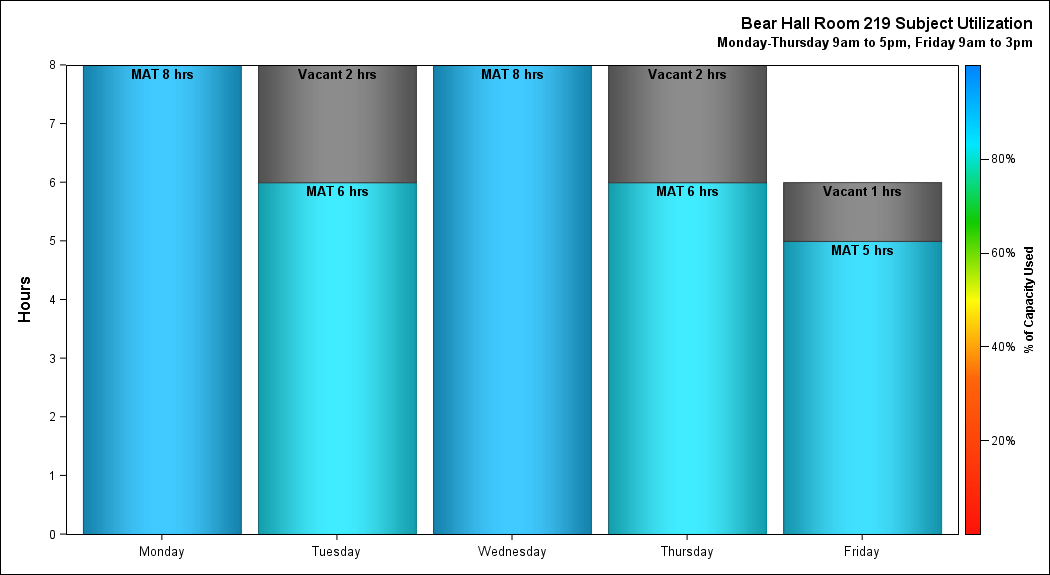 Bear Hall Room 219 Subject Utilization
Monday-Thursday 9am to 5pm, Friday 9am to 3pm
Hours
8
7
6
5
4
3
2
1
0
MAT 8 hrs
Vacant 2 hrs
MAT 6 hrs
MAT 8 hrs
Vacant 2 hrs
MAT 6 hrs
Vacant 1 hrs
MAT 5 hrs
Monday
Tuesday
Wednesday
Thursday
Friday
80%
60%
40%
20%
% of Capacity Used